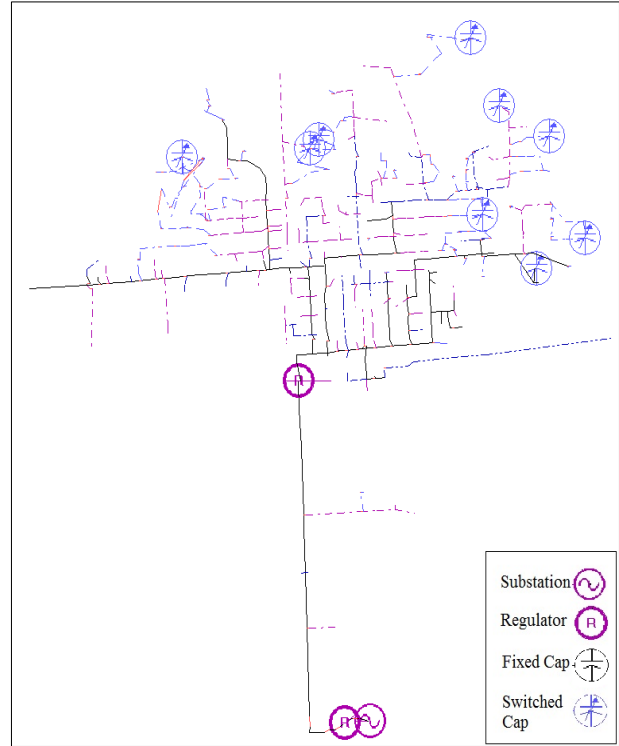 R
R
Substation
Regulator
R
Fixed Cap
Switched
Cap